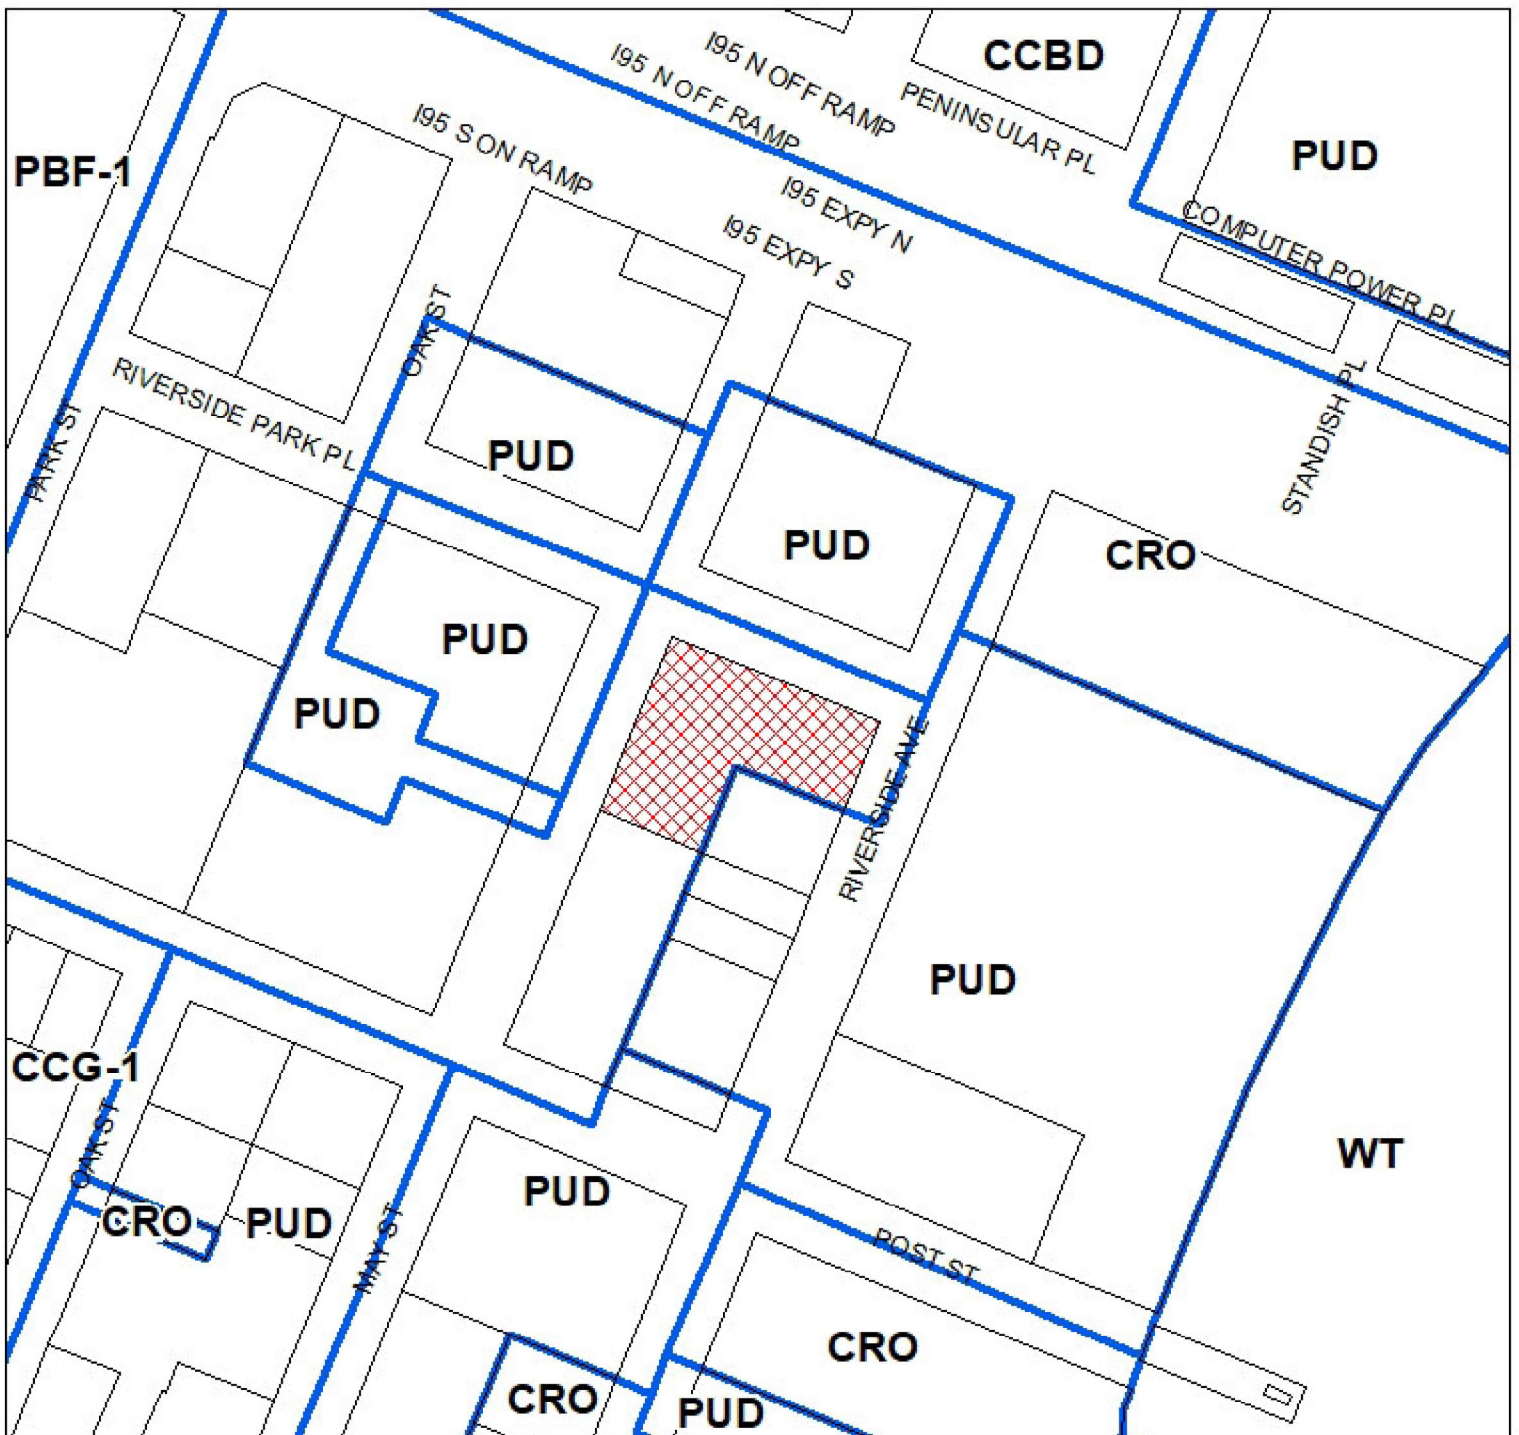 CCBD
I95 N OFF RAMP
I95 N OFF RAMP
PENINSULAR PL
I95 S ON RAMP
PBF-1
PUD
I95 EXPY N
I95 EXPY S
COMPUTER POWER PL
OAK ST
RIVERSIDE PARK PL
PARK ST
STANDISH PL
PUD
PUD
CRO
PUD
PUD
RIVERSIDE AVE
PUD
CCG-1
OAK ST
WT
PUD
CRO
PUD
MAY ST
POST ST
CRO
CRO
PUD